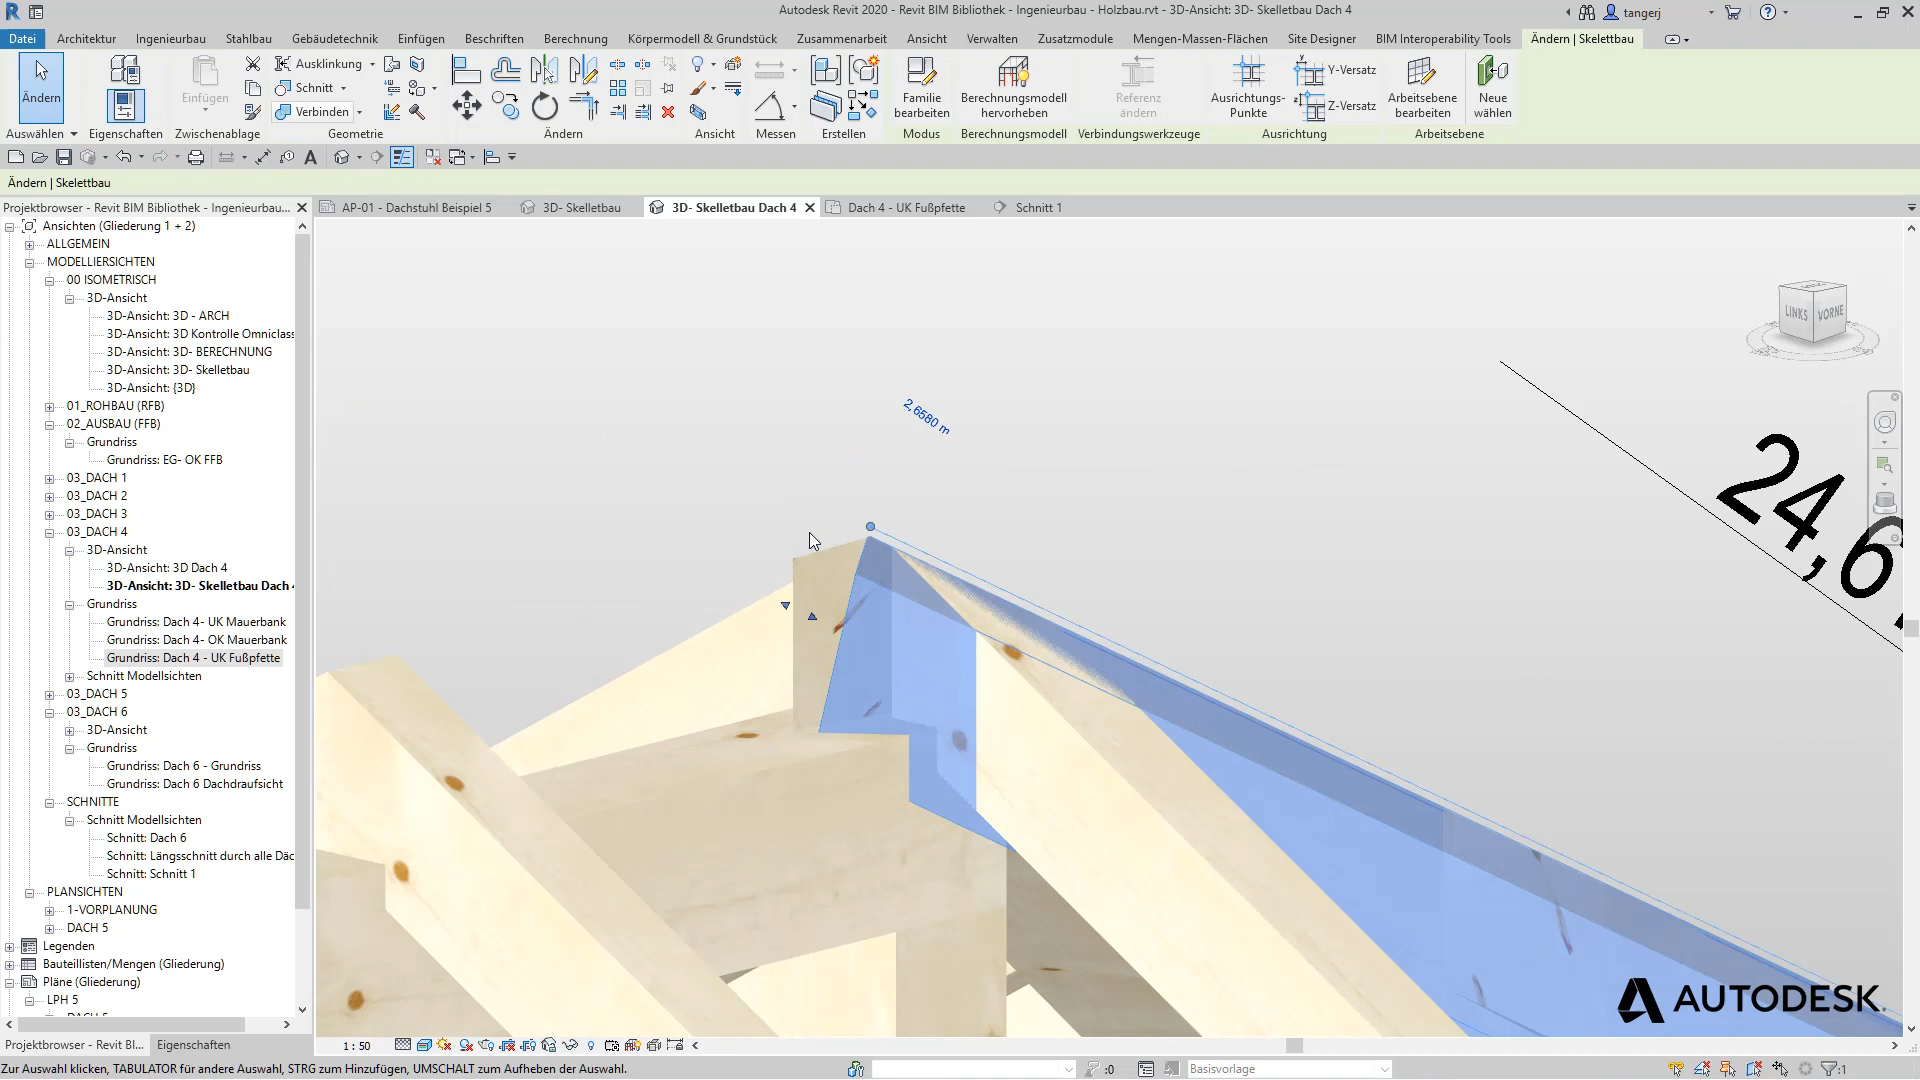 Autodesk Revit 2020 - Revit BIM Bibliothek - Ingenieurbau - Holzbau.rvt - 3D-Ansicht: 3D- Skelletbau Dach 4
tangerj
Datei Architektur Ingenieurbau Stahlbau Gebäudetechnik Einfügen Beschriften Berechnung Körpermodell & Grundstück Zusammenarbeit Ansicht Verwalten Zusatzmodule Mengen-Massen-Flächen Site Designer BIM Interoperability Tools Ändern | Skelettbau
Ausklinkung
Schnitt
Verbinden
Ändern
Einfügen
Familie bearbeiten
Berechnungsmodell hervorheben
Referenz ändern
Ausrichtungs-Punkte
Y-Versatz
Z-Versatz
Arbeitsebene bearbeiten
Neue wählen
Auswählen Eigenschaften Zwischenablage Geometrie Ändern Ansicht Messen Erstellen Modus Berechnungsmodell Verbindungswerkzeuge Ausrichtung Arbeitsebene
Ändern | Skelettbau
Projektbrowser - Revit BIM Bibliothek - Ingenieurbau...
AP-01 - Dachstuhl Beispiel 5
3D- Skelletbau
3D- Skelletbau Dach 4
Dach 4 - UK Fußpfette
Schnitt 1
Ansichten (Gliederung 1 + 2)
ALLGEMEIN
MODELLIERSICHTEN
00 ISOMETRISCH
3D-Ansicht
3D-Ansicht: 3D - ARCH
3D-Ansicht: 3D Kontrolle Omniclass
3D-Ansicht: 3D- BERECHNUNG
3D-Ansicht: 3D- Skelletbau
3D-Ansicht: {3D}
01_ROHBAU (RFB)
02_AUSBAU (FFB)
Grundriss
Grundriss: EG- OK FFB
03_DACH 1
03_DACH 2
03_DACH 3
03_DACH 4
3D-Ansicht
3D-Ansicht: 3D Dach 4
3D-Ansicht: 3D- Skelletbau Dach 4
Grundriss
Grundriss: Dach 4- UK Mauerbank
Grundriss: Dach 4- OK Mauerbank
Grundriss: Dach 4 - UK Fußpfette
Schnitt Modellsichten
03_DACH 5
03_DACH 6
3D-Ansicht
Grundriss
Grundriss: Dach 6 - Grundriss
Grundriss: Dach 6 Dachdraufsicht
SCHNITTE
Schnitt Modellsichten
Schnitt: Dach 6
Schnitt: Längsschnitt durch alle Däc
Schnitt: Schnitt 1
PLANSICHTEN
1-VORPLANUNG
DACH 5
Legenden
Bauteillisten/Mengen (Gliederung)
Pläne (Gliederung)
LPH 5
2,6580 m
LINKS VORNE
24,6
AUTODESK
Projektbrowser - Revit BI... Eigenschaften
1 : 50
Zur Auswahl klicken, TABULATOR für andere Auswahl, STRG zum Hinzufügen, UMSCHALT zum Aufheben der Auswahl.
:0
Basisvorlage
:1